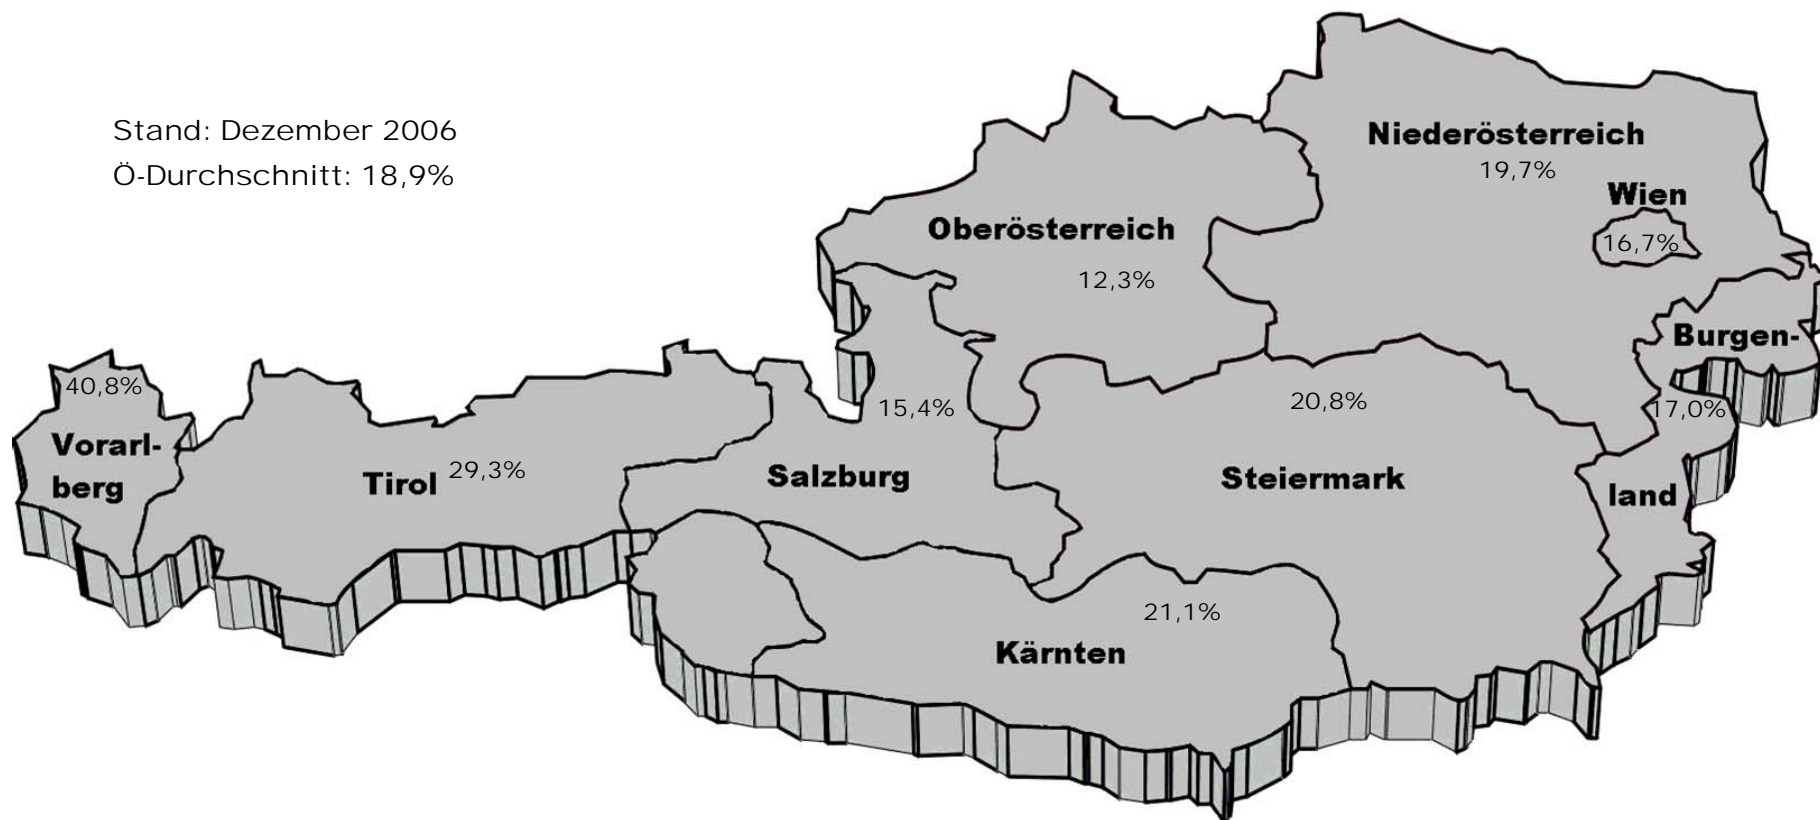 Stand: Dezember 2006
Ö-Durchschnitt: 18,9%
Niederösterreich
19,7%
Wien
16,7%
Oberösterreich
12,3%
Burgen-
17,0%
land
40,8%
Vorarl-
berg
Tirol 29,3%
15,4%
Salzburg
20,8%
Steiermark
21,1%
Kärnten